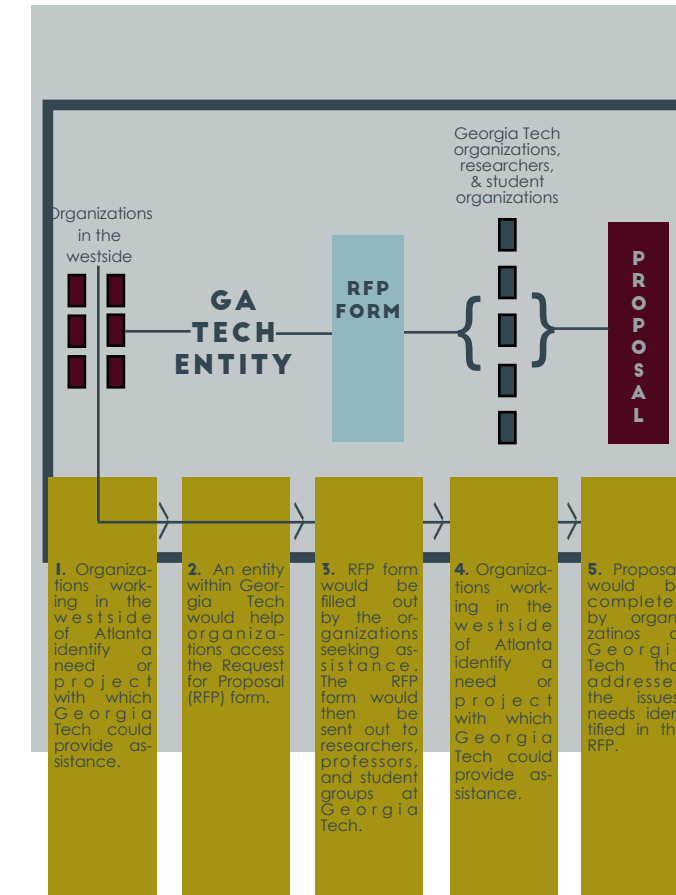 Georgia Tech
organizations,
researchers,
& student
organizations
Organizations
in the
westside
GA
TECH
ENTITY
RFP
FORM
PROPOSAL
1. Organiza-
tions work-
ing in the
westside
of Atlanta
identify a
need or
project
with which
Georgia
Tech could
provide as-
sistance.
2. An entity
within Geor-
gia Tech
would help
organiza-
tions access
the Request
for Proposal
(RFP) form.
3. RFP form
would be
filled out
by the or-
ganizations
seeking as-
sistance.
The RFP
form would
then be
sent out to
researchers,
professors,
and student
groups at
Georgia
Tech.
4. Organiza-
tions work-
ing in the
westside
of Atlanta
identify a
need or
project
with which
Georgia
Tech could
provide as-
sistance.
5. Proposa
would b
complete
by organ
zatinos
Georgi
Tech tha
addresse
the issues
needs iden
tified in th
RFP.